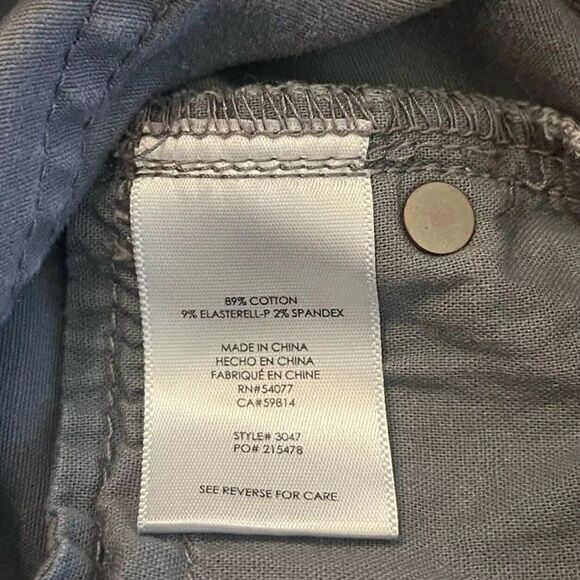 89% COTTON
9% ELASTERELL-P 2% SPANDEX
MADE IN CHINA
HECHO EN CHINA
FABRIQUÉ EN CHINE
RN#54077
CA#59814
STYLE# 3047
PO# 215478
SEE REVERSE FOR CARE